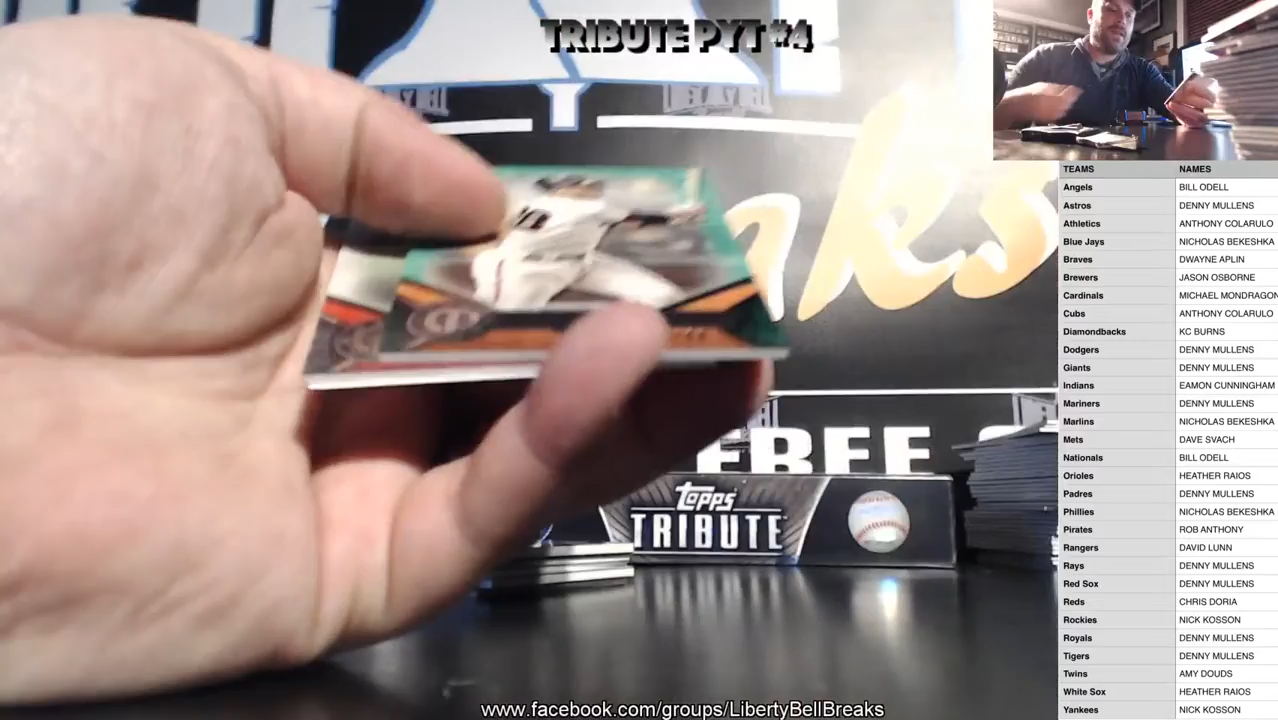 TRIBUTE PYT #4
TEAMS NAMES
Angels BILL ODELL
Astros DENNY MULLENS
Athletics ANTHONY COLARULO
Blue Jays NICHOLAS BEKESHKA
Braves DWAYNE APLIN
Brewers JASON OSBORNE
Cardinals MICHAEL MONDRAGON
Cubs ANTHONY COLARULO
Diamondbacks KC BURNS
Dodgers DENNY MULLENS
Giants DENNY MULLENS
Indians EAMON CUNNINGHAM
Mariners DENNY MULLENS
Marlins NICHOLAS BEKESHKA
Mets DAVE SVACH
Nationals BILL ODELL
Orioles HEATHER RAIOS
Padres DENNY MULLENS
Phillies NICHOLAS BEKESHKA
Pirates ROB ANTHONY
Rangers DAVID LUNN
Rays DENNY MULLENS
Red Sox DENNY MULLENS
Reds CHRIS DORIA
Rockies NICK KOSSON
Royals DENNY MULLENS
Tigers DENNY MULLENS
Twins AMY DOUDS
White Sox HEATHER RAIOS
Yankees NICK KOSSON
FREE
Topps
TRIBUTE
www.facebook.com/groups/LibertyBellBreaks